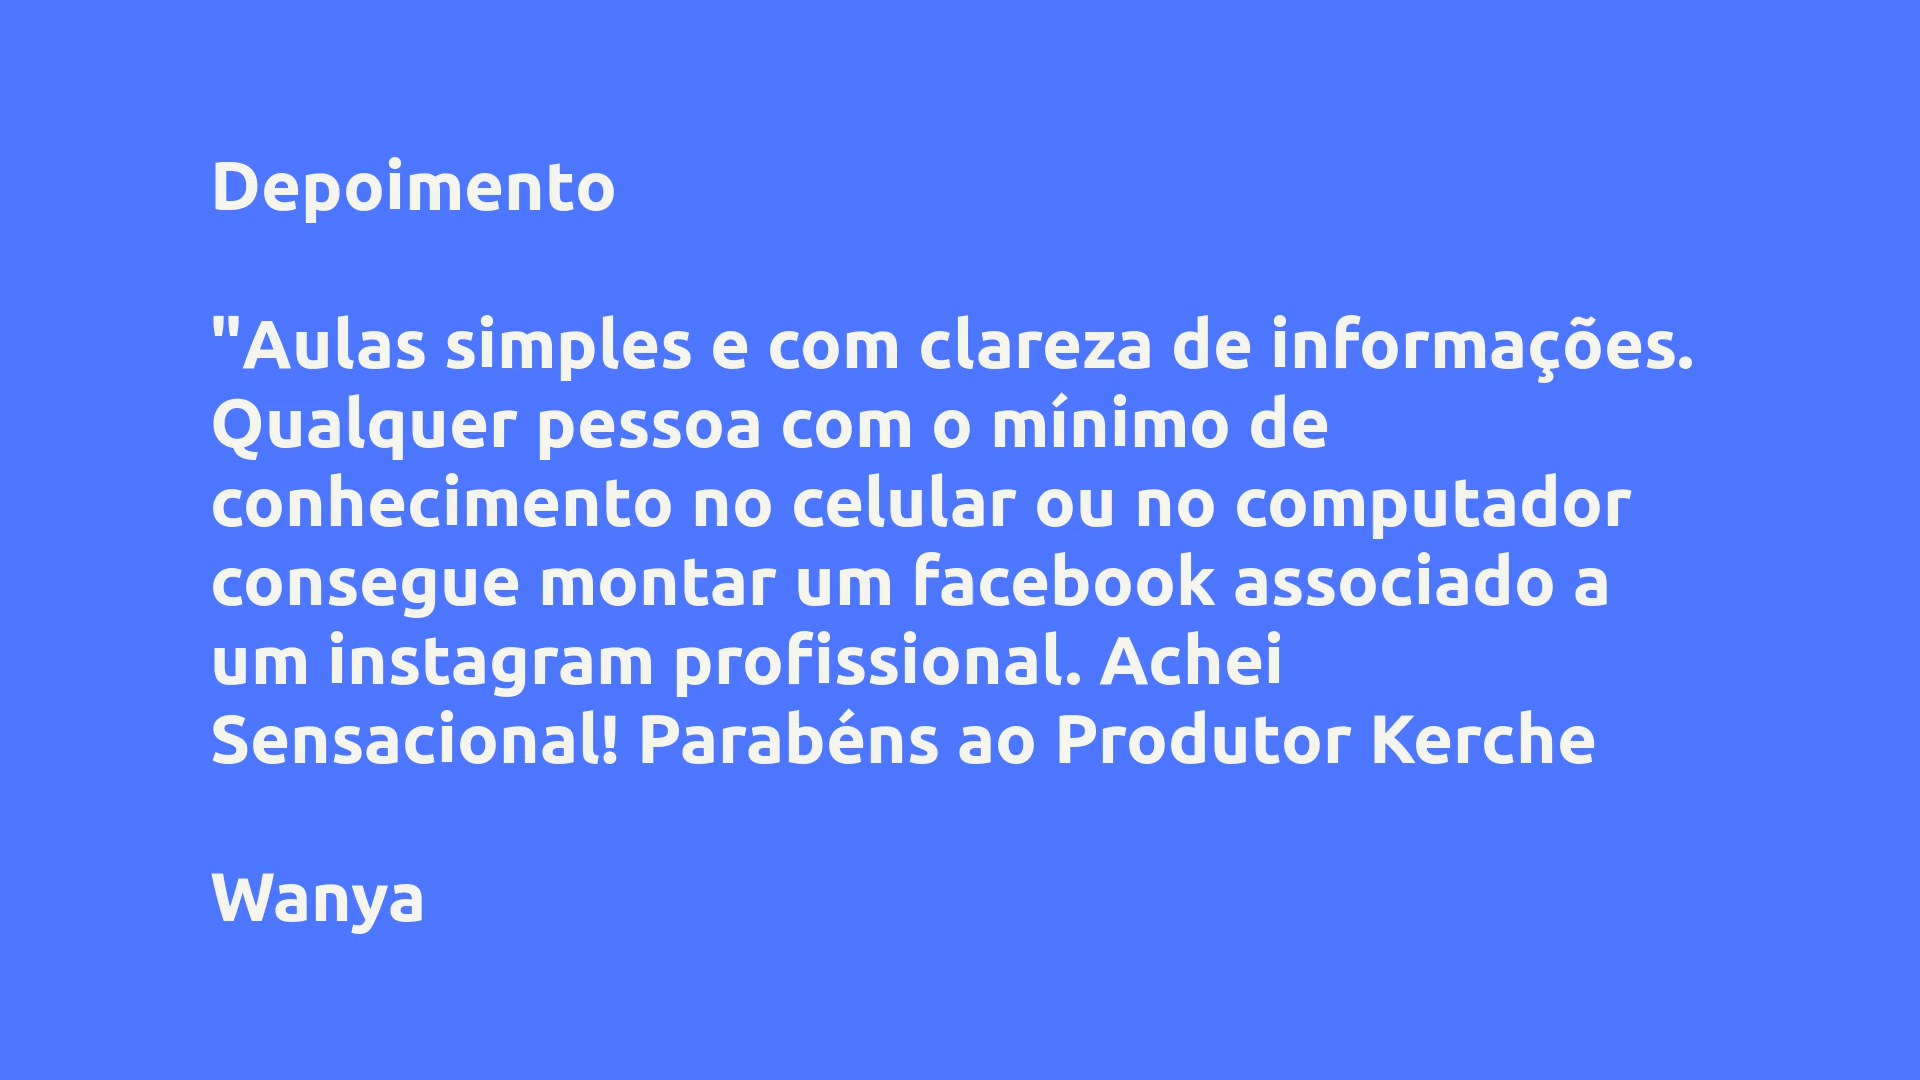 Depoimento
"Aulas simples e com clareza de informações.
Qualquer pessoa com o mínimo de
conhecimento no celular ou no computador
consegue montar um facebook associado a
um instagram profissional. Achei
Sensacional! Parabéns ao Produtor Kerche
Wanya